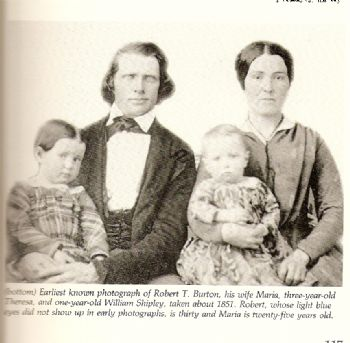 (bottom) Earliest known photograph of Robert T. Burton, his wife Maria, three-year-old
Theresa, and one-year-old William Shipley, taken about 1851. Robert, whose light blue
eyes did not show up in early photographs, is thirty and Maria is twenty-five years old.